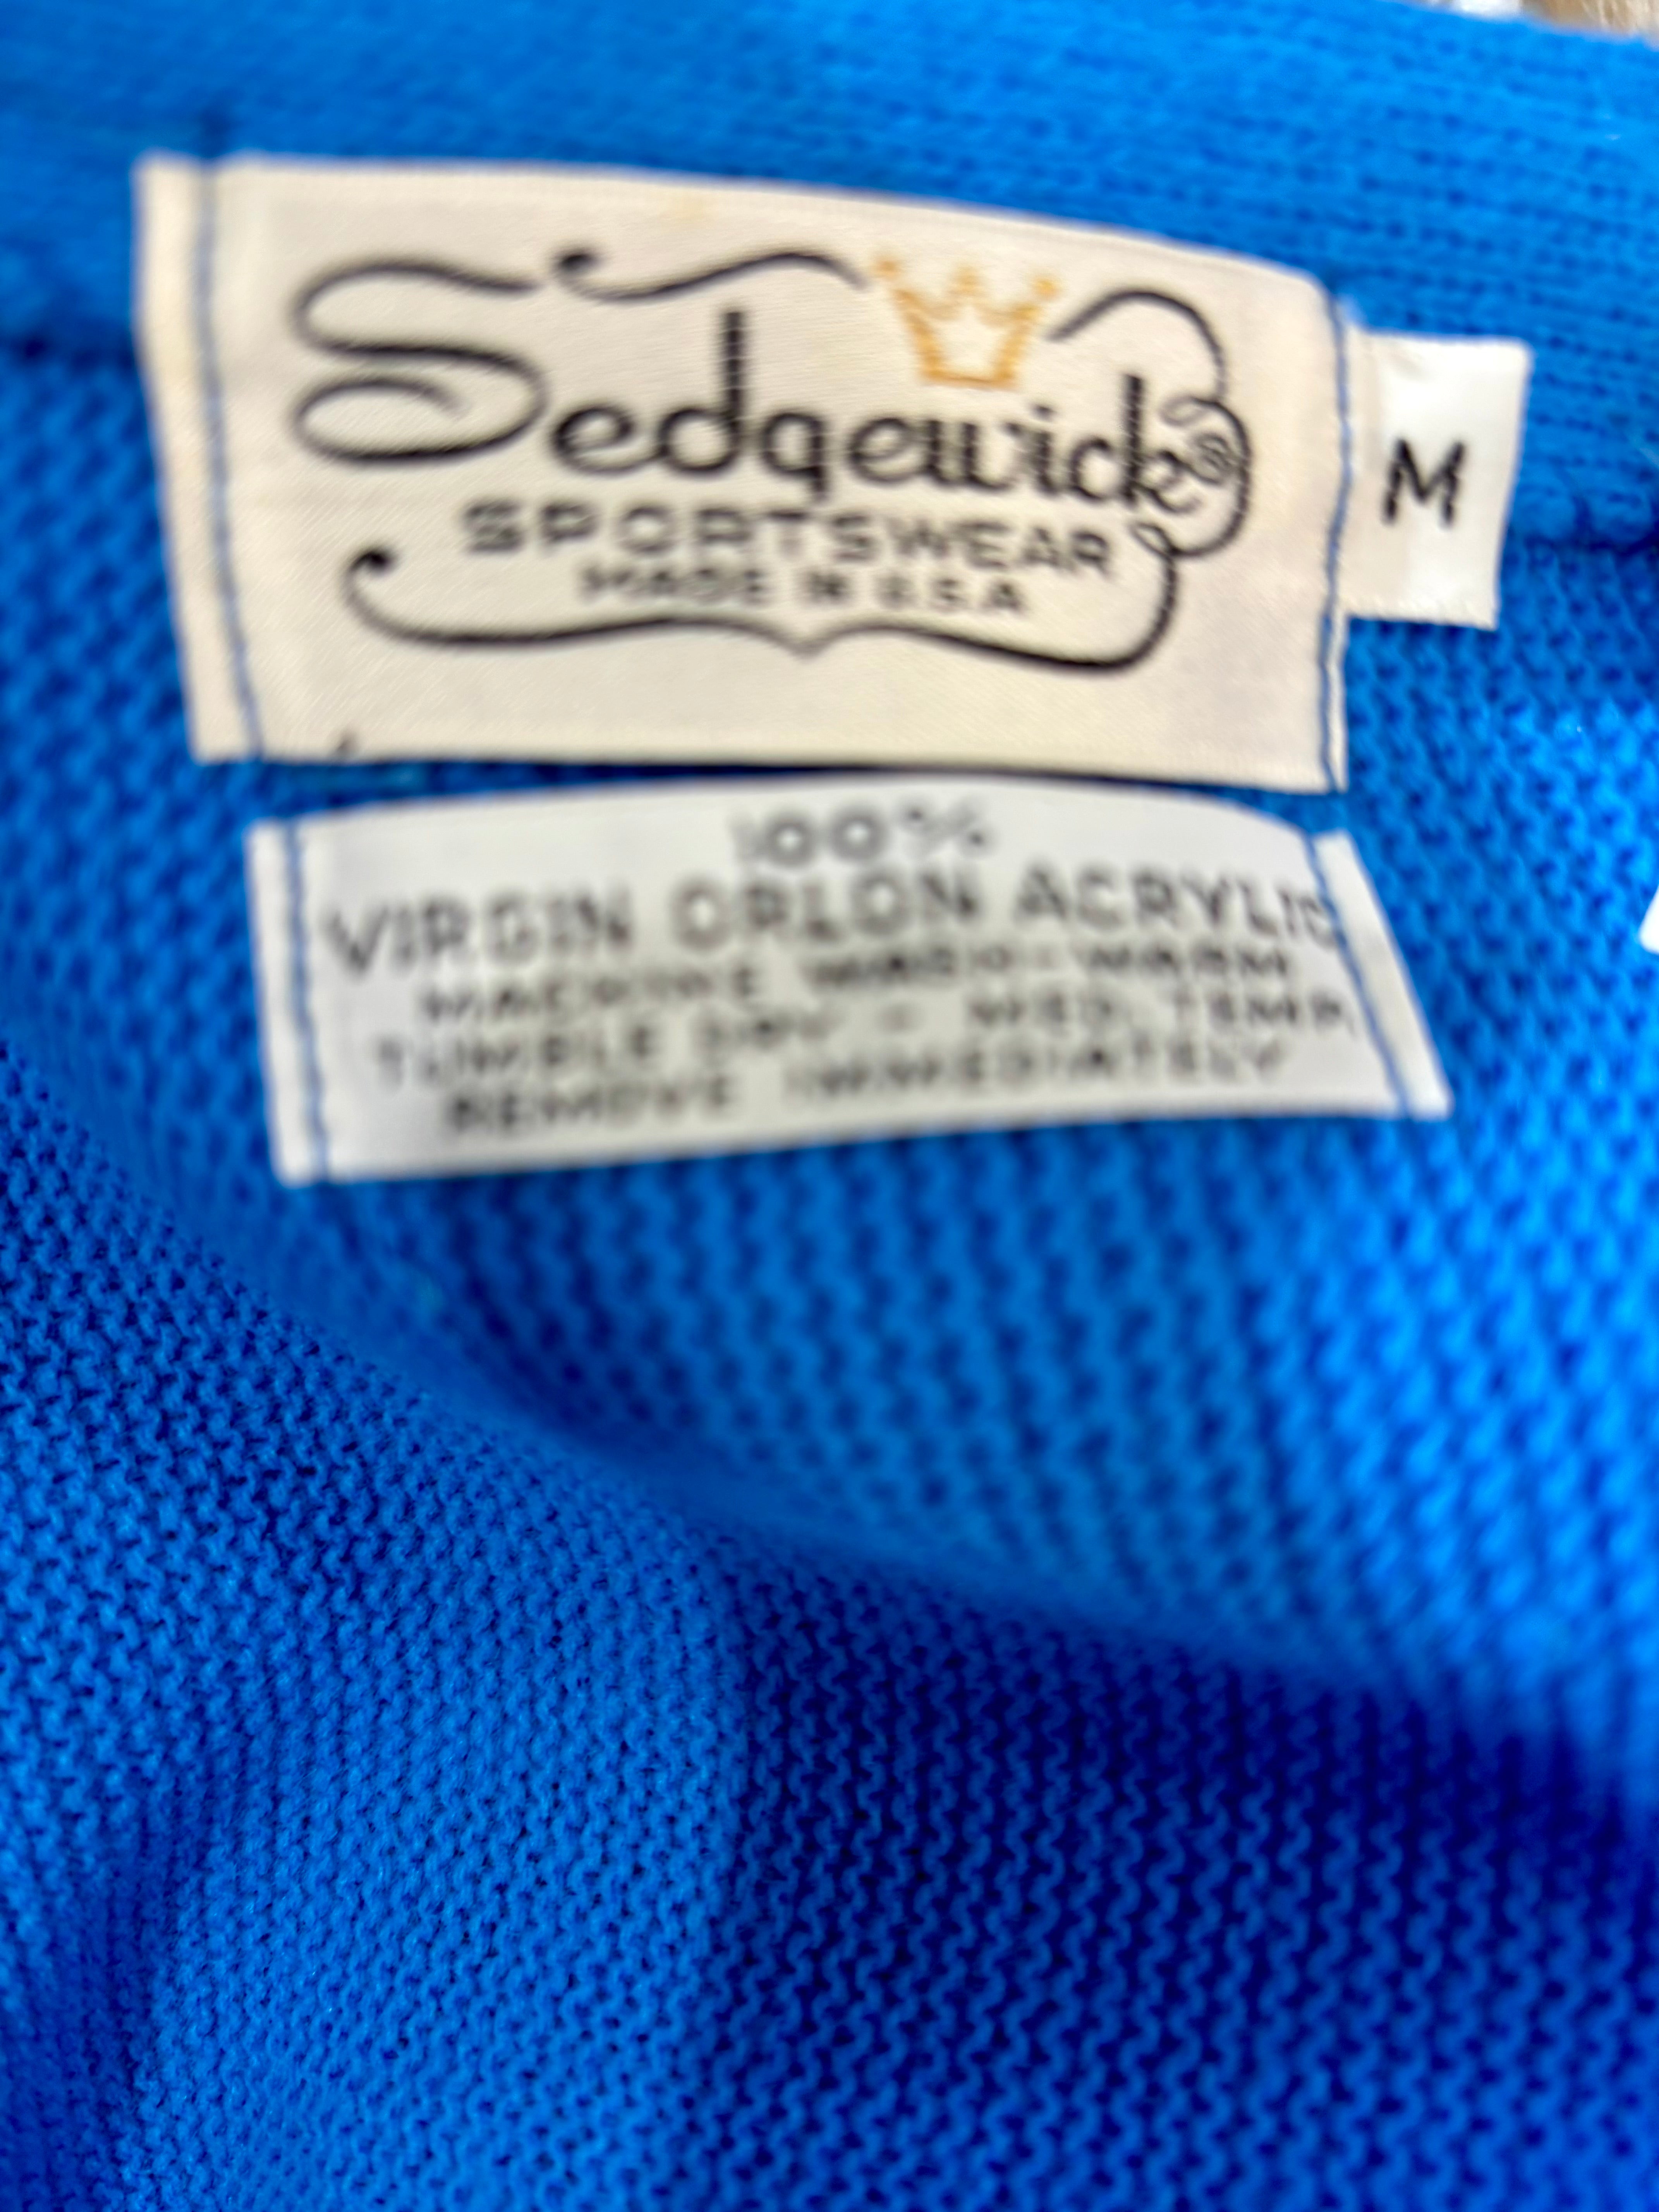 Sedgewick®
SPORTSWEAR
MADE IN U.S.A
M
100%
VIRGIN ORLON ACRYLIC
MACHINE WASH-WARM
TUMBLE DRY - MED. TEMP.
REMOVE IMMEDIATELY